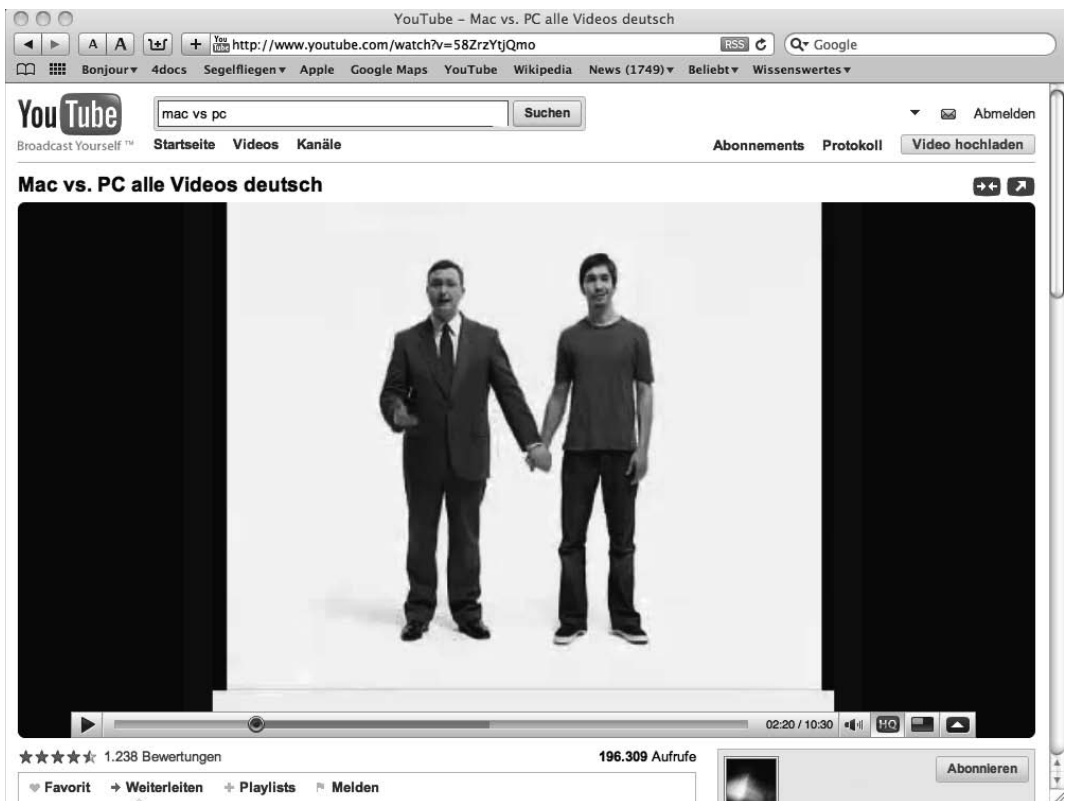 YouTube – Mac vs. PC alle Videos deutsch
A A + http://www.youtube.com/watch?v=58ZrzYtjQmo RSS Q Google
Bonjour 4docs Segelfliegen Apple Google Maps YouTube Wikipedia News (1749) Beliebt Wissenswertes
YouTube mac vs pc Suchen Abmelden
Broadcast Yourself ™ Startseite Videos Kanäle Abonnements Protokoll Video hochladen
Mac vs. PC alle Videos deutsch
02:20 / 10:30 HQ
1.238 Bewertungen 196.309 Aufrufe
Abonnieren
Favorit Weiterleiten + Playlists Melden